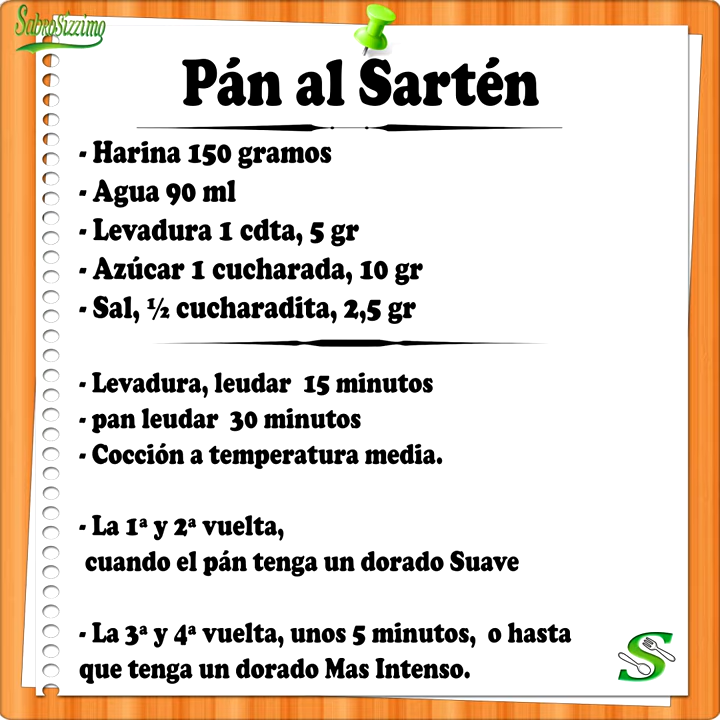 SabroSizzimo
Pán al Sartén
- Harina 150 gramos
- Agua 90 ml
- Levadura 1 cdta, 5 gr
- Azúcar 1 cucharada, 10 gr
- Sal, ½ cucharadita, 2,5 gr
- Levadura, leudar 15 minutos
- pan leudar 30 minutos
- Cocción a temperatura media.
- La 1ª y 2ª vuelta,
cuando el pán tenga un dorado Suave
- La 3ª y 4ª vuelta, unos 5 minutos, o hasta
que tenga un dorado Mas Intenso.
S